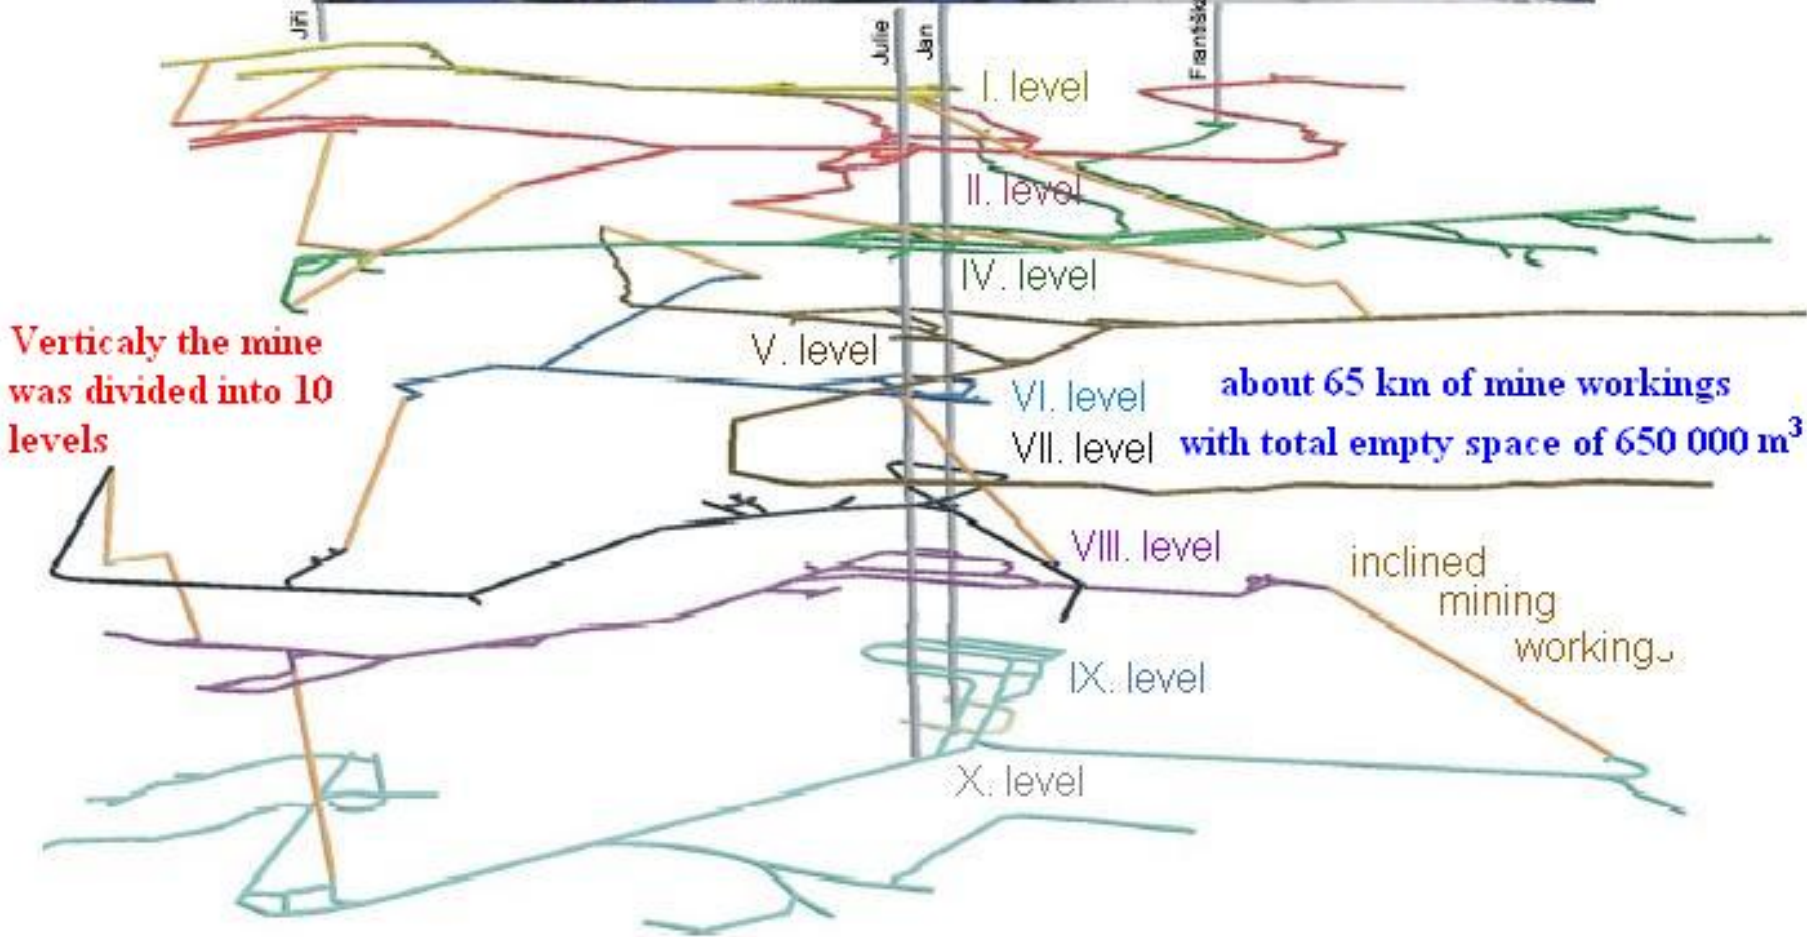 Jiří
Julie
Jan
I. level
II. level
IV. level
Verticaly the mine
was divided into 10
levels
V. level
VI. level
about 65 km of mine workings
VII. level
with total empty space of 650 000 m³
VIII. level
inclined
mining
IX. level
X. level